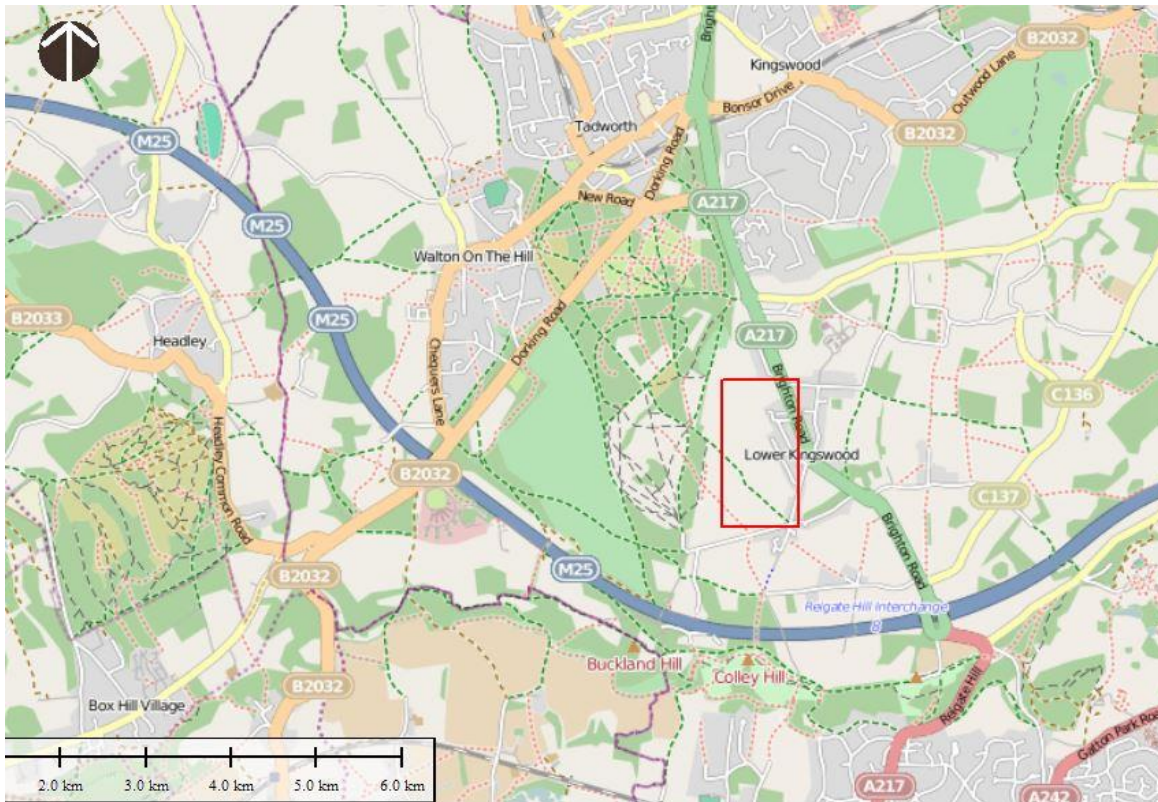 Bright
B2032
Kingswood
Outwood Lane
Bonsor Drive
Tadworth
B2032
M25
Dorking Road
New Road
A217
M25
Walton On The Hill
M25
B2033
Dorking Road
A217
Headley
Chequers Lane
Brighton Road
C136
Headley Common Road
Lower Kingswood
B2032
C137
Brighton Road
M25
B2032
Reigate Hill Interchange
8
Buckland Hill
Colley Hill
B2032
Reigate Hill
Box Hill Village
Gatton Park Roa
A217
A242
2.0 km 3.0 km 4.0 km 5.0 km 6.0 km